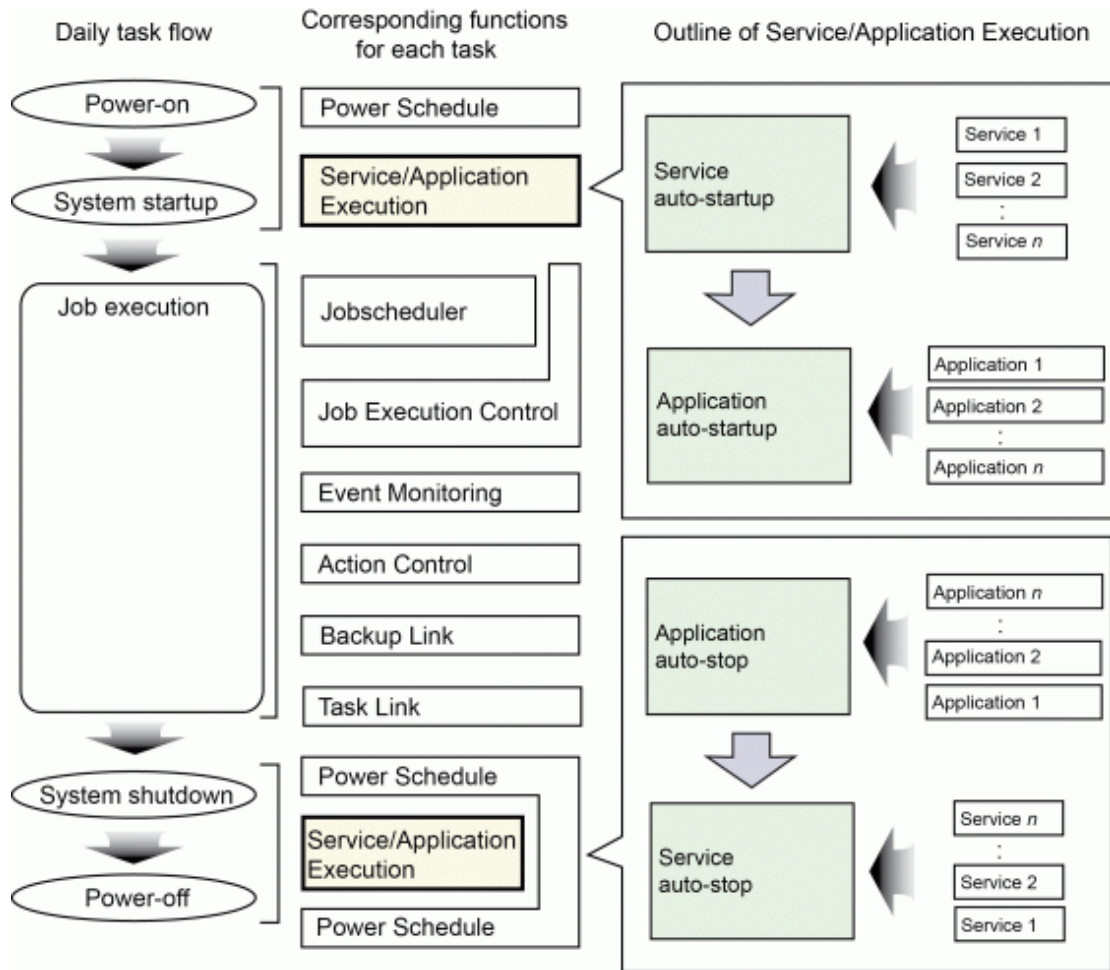 Daily task flow
Corresponding functions
for each task
Outline of Service/Application Execution
Power-on
System startup
Job execution
System shutdown
Power-off
Power Schedule
Service/Application
Execution
Jobscheduler
Job Execution Control
Event Monitoring
Action Control
Backup Link
Task Link
Power Schedule
Service/Application
Execution
Power Schedule
Service
auto-startup
Service 1
Service 2
:
Service n
Application
auto-startup
Application 1
Application 2
:
Application n
Application
auto-stop
Application n
:
Application 2
Application 1
Service
auto-stop
Service n
:
Service 2
Service 1